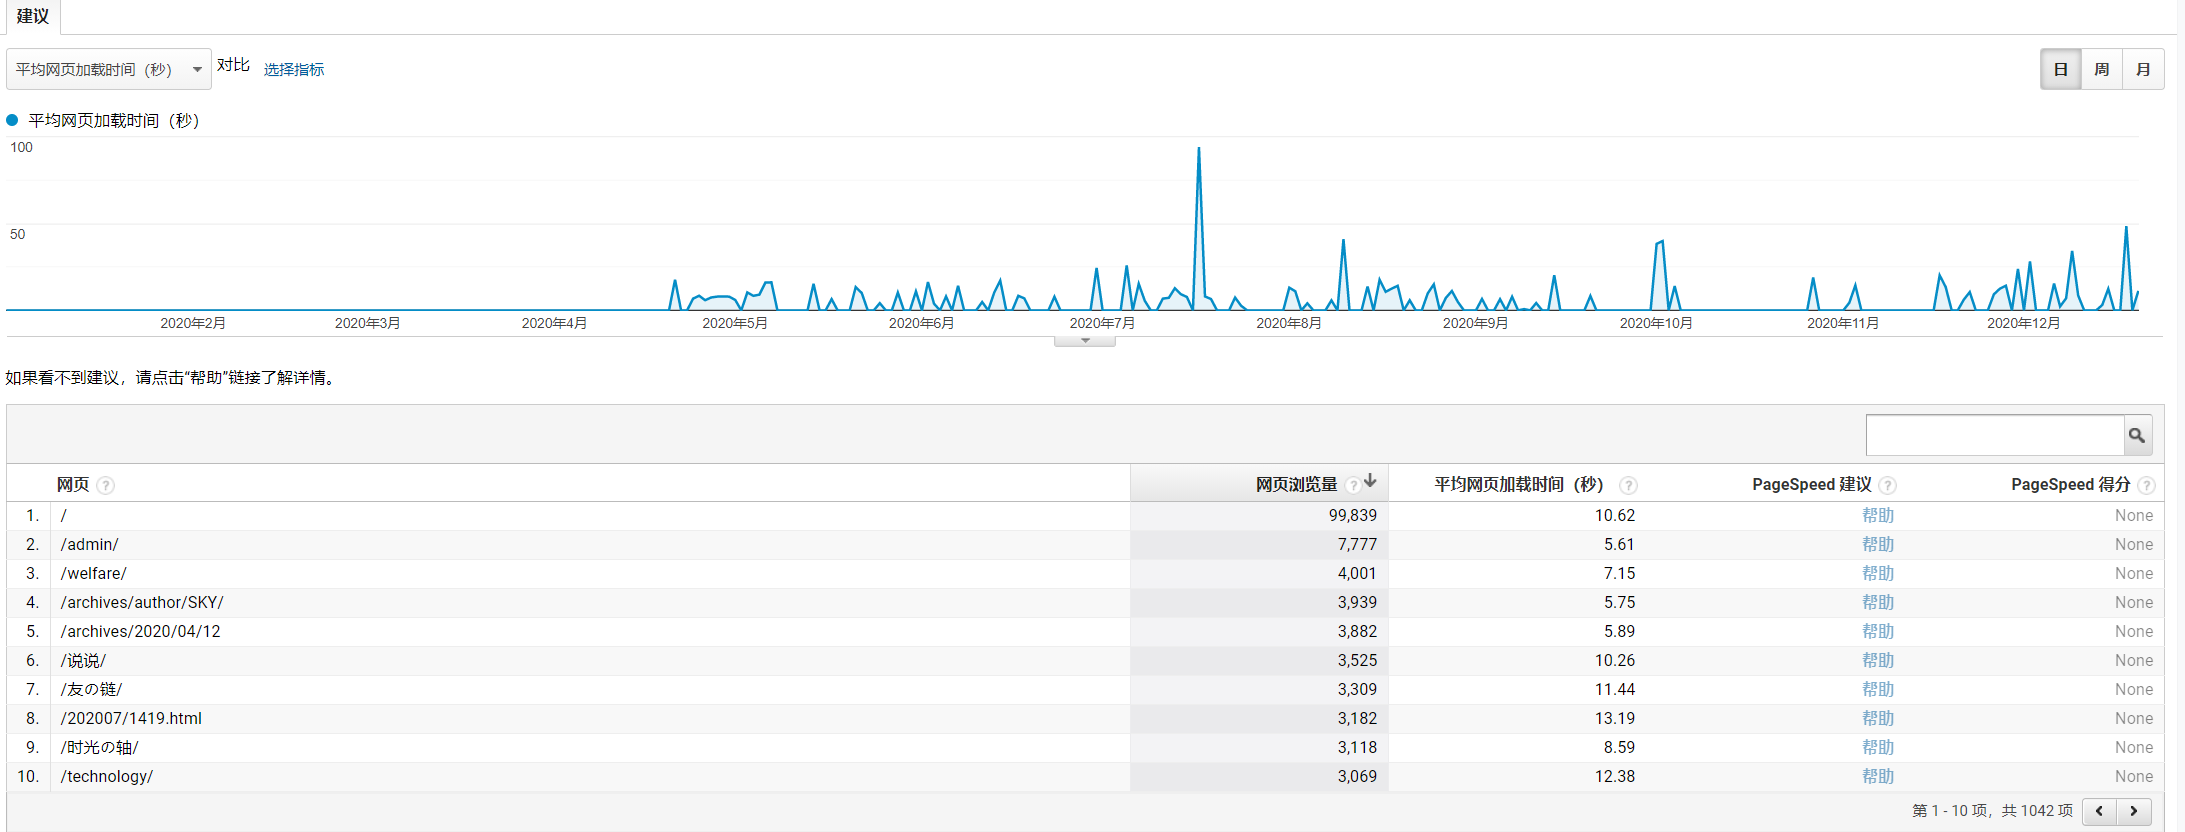 建议
平均网页加载时间（秒） 对比 选择指标 日 周 月
平均网页加载时间（秒）
100
50
2020年2月 2020年3月 2020年4月 2020年5月 2020年6月 2020年7月 2020年8月 2020年9月 2020年10月 2020年11月 2020年12月
如果看不到建议，请点击“帮助”链接了解详情。
网页 ? 网页浏览量 ? 平均网页加载时间（秒） ? PageSpeed 建议 ? PageSpeed 得分 ?
1. / 99,839 10.62 帮助 None
2. /admin/ 7,777 5.61 帮助 None
3. /welfare/ 4,001 7.15 帮助 None
4. /archives/author/SKY/ 3,939 5.75 帮助 None
5. /archives/2020/04/12 3,882 5.89 帮助 None
6. /说说/ 3,525 10.26 帮助 None
7. /友の链/ 3,309 11.44 帮助 None
8. /202007/1419.html 3,182 13.19 帮助 None
9. /时光の轴/ 3,118 8.59 帮助 None
10. /technology/ 3,069 12.38 帮助 None
第 1 - 10 项，共 1042 项